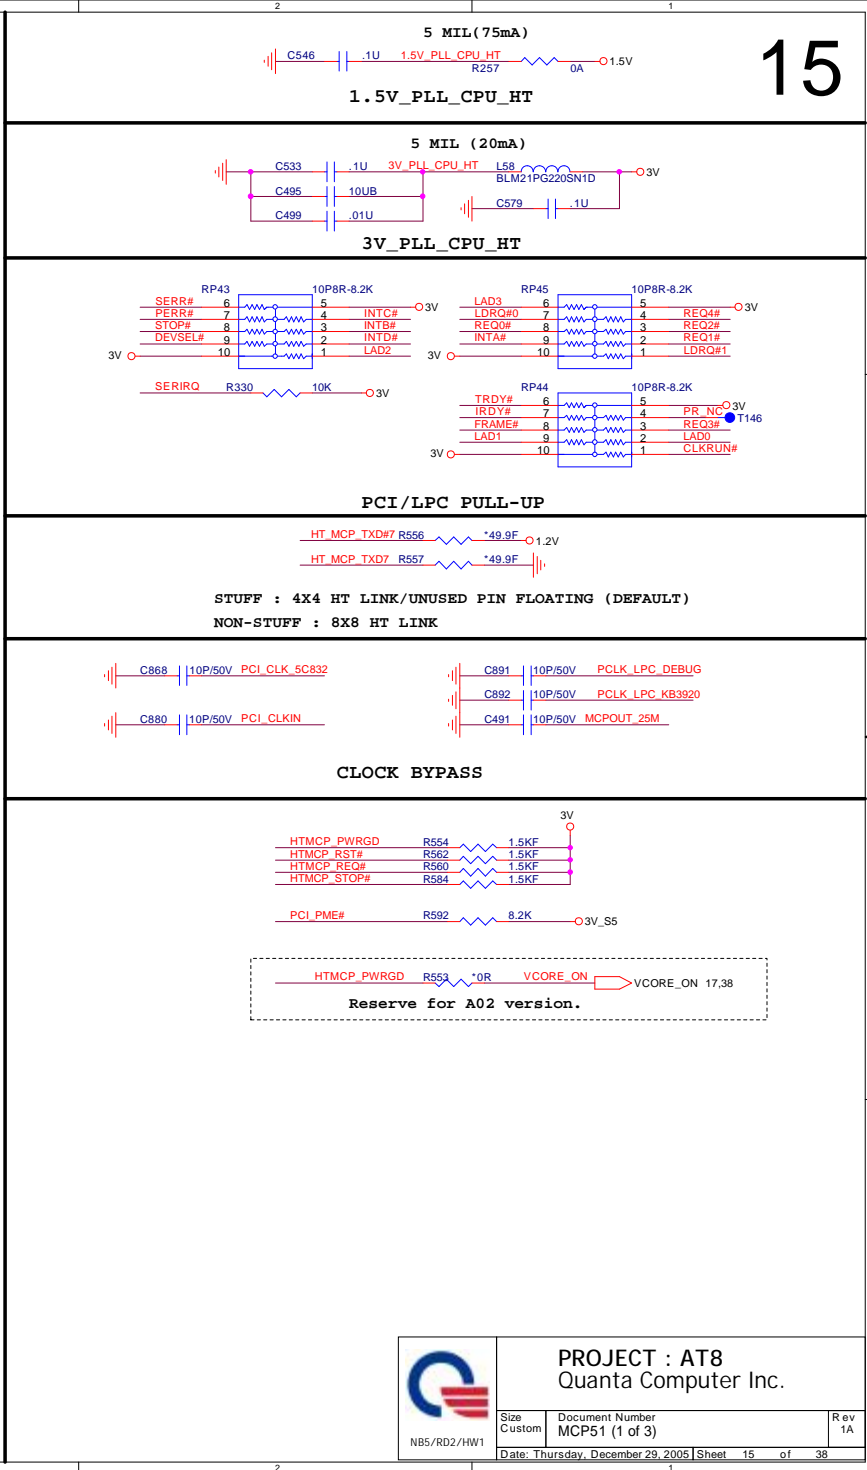 2 1
5 MIL(75mA)
C546 .1U 1.5V_PLL_CPU_HT R257 0A 1.5V
15
1.5V_PLL_CPU_HT
5 MIL (20mA)
C533 .1U 3V_PLL_CPU_HT L58 3V
BLM21PG220SN1D
C495 10UB
C579 .1U
C499 .01U
3V_PLL_CPU_HT
RP43 10P8R-8.2K
SERR# 6 5 3V
PERR# 7 4 INTC#
STOP# 8 3 INTB#
DEVSEL# 9 2 INTD#
3V 10 1 LAD2
RP45 10P8R-8.2K
LAD3 6 5 3V
LDRQ#0 7 4 REQ4#
REQ0# 8 3 REQ2#
INTA# 9 2 REQ1#
3V 10 1 LDRQ#1
SERIRQ R330 10K 3V
RP44 10P8R-8.2K
TRDY# 6 5 3V
IRDY# 7 4 PR_NC T146
FRAME# 8 3 REQ3#
LAD1 9 2 LAD0
3V 10 1 CLKRUN#
PCI/LPC PULL-UP
HT_MCP_TXD#7 R556 *49.9F 1.2V
HT_MCP_TXD7 R557 *49.9F
STUFF : 4X4 HT LINK/UNUSED PIN FLOATING (DEFAULT)
NON-STUFF : 8X8 HT LINK
C868 10P/50V PCI_CLK_5C832
C880 10P/50V PCI_CLKIN
C891 10P/50V PCLK_LPC_DEBUG
C892 10P/50V PCLK_LPC_KB3920
C491 10P/50V MCPOUT_25M
CLOCK BYPASS
3V
HTMCP_PWRGD R554 1.5KF
HTMCP_RST# R562 1.5KF
HTMCP_REQ# R560 1.5KF
HTMCP_STOP# R584 1.5KF
PCI_PME# R592 8.2K 3V_S5
HTMCP_PWRGD R553 *0R VCORE_ON VCORE_ON 17,38
Reserve for A02 version.
NB5/RD2/HW1
PROJECT : AT8
Quanta Computer Inc.
Size Document Number Rev
Custom MCP51 (1 of 3) 1A
Date: Thursday, December 29, 2005 Sheet 15 of 38
2 1